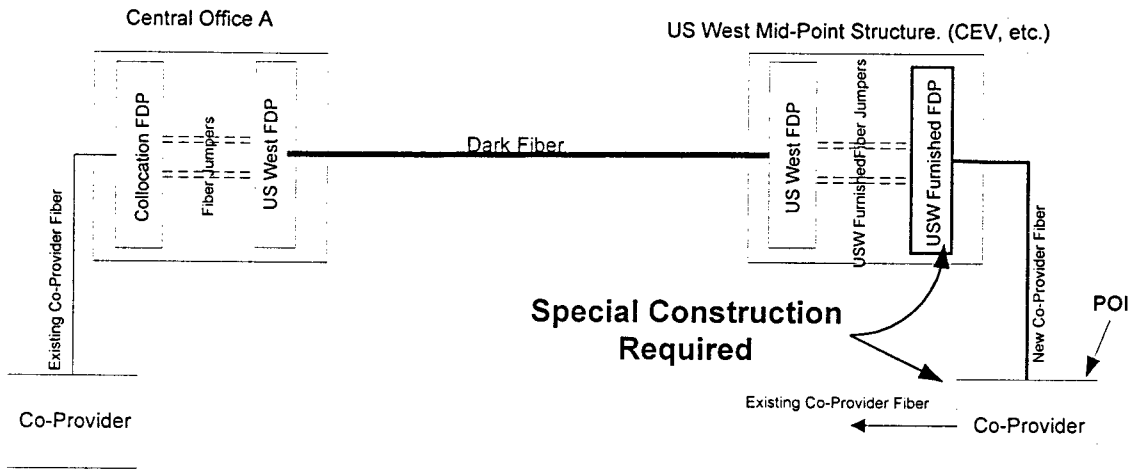 Central Office A
US West Mid-Point Structure. (CEV, etc.)
Collocation FDP
Fiber Jumpers
US West FDP
Dark Fiber
US West FDP
USW FurnishedFiber Jumpers
USW Furnished FDP
Existing Co-Provider Fiber
Special Construction
Required
New Co-Provider Fiber
POI
Existing Co-Provider Fiber
Co-Provider
Co-Provider